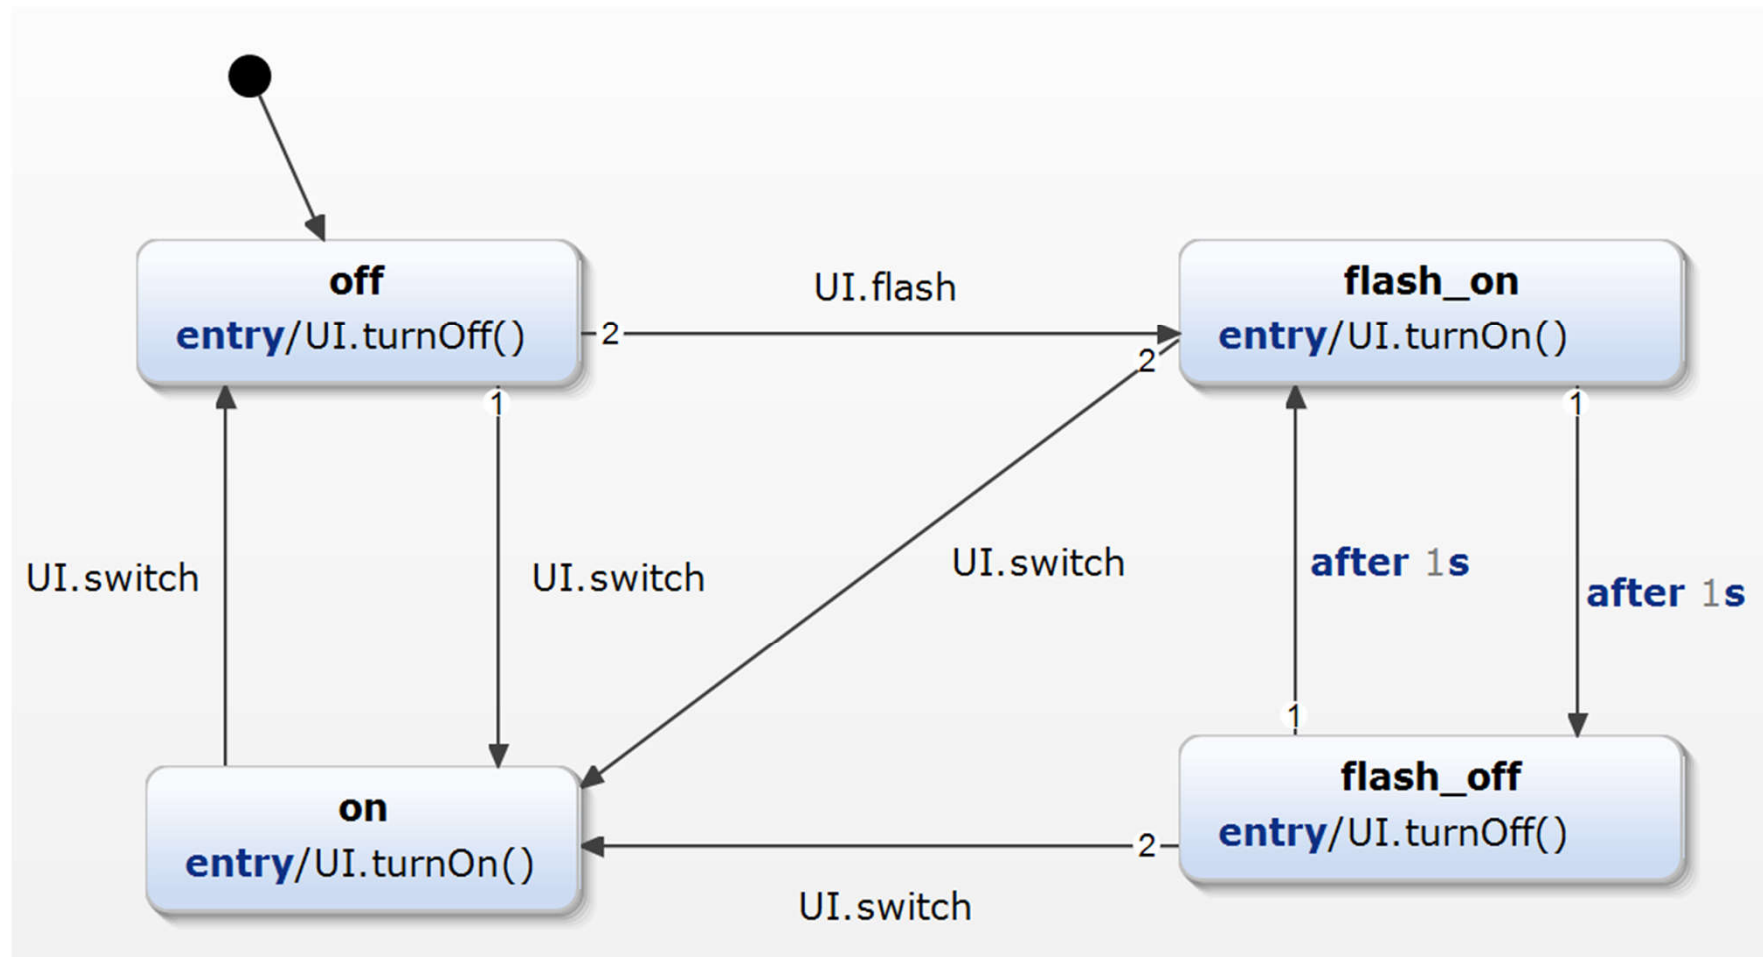 off
entry/UI.turnOff()
2
1
UI.flash
flash_on
entry/UI.turnOn()
2
1
UI.switch
UI.switch
UI.switch
after 1s
after 1s
1
on
entry/UI.turnOn()
flash_off
entry/UI.turnOff()
2
UI.switch